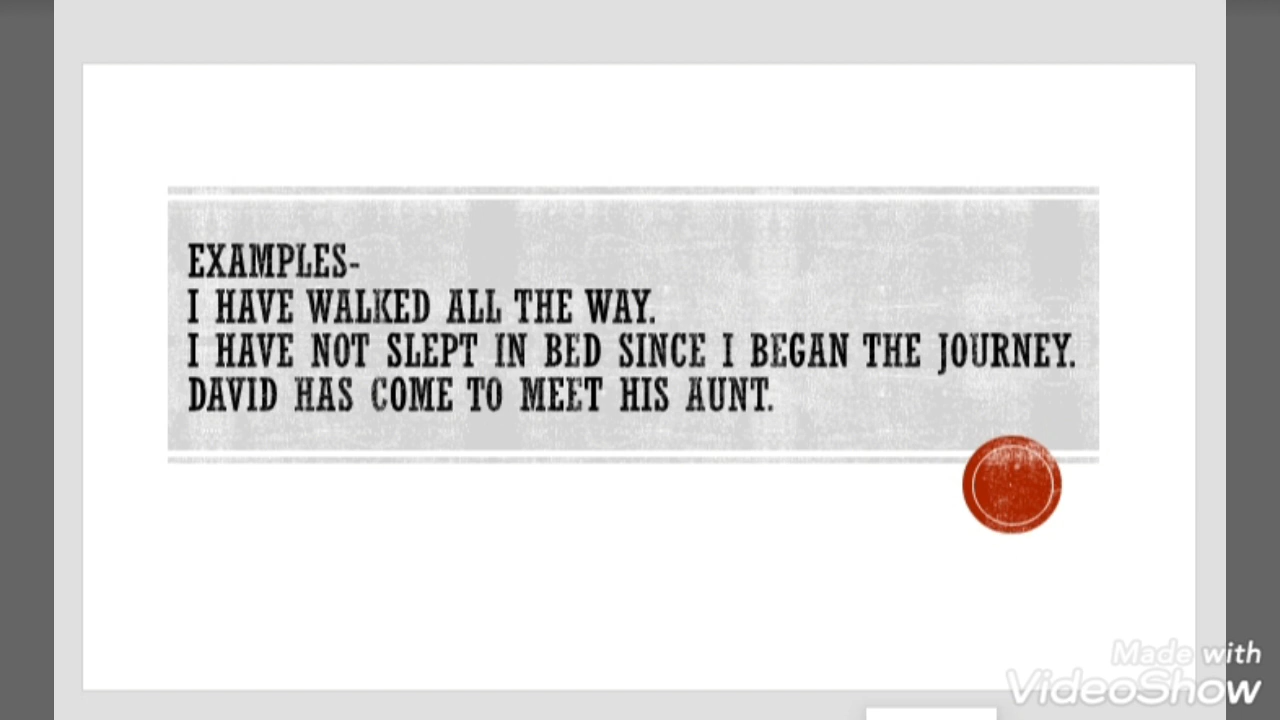 EXAMPLES-
I HAVE WALKED ALL THE WAY.
I HAVE NOT SLEPT IN BED SINCE I BEGAN THE JOURNEY.
DAVID HAS COME TO MEET HIS AUNT.
Made with
VideoShow